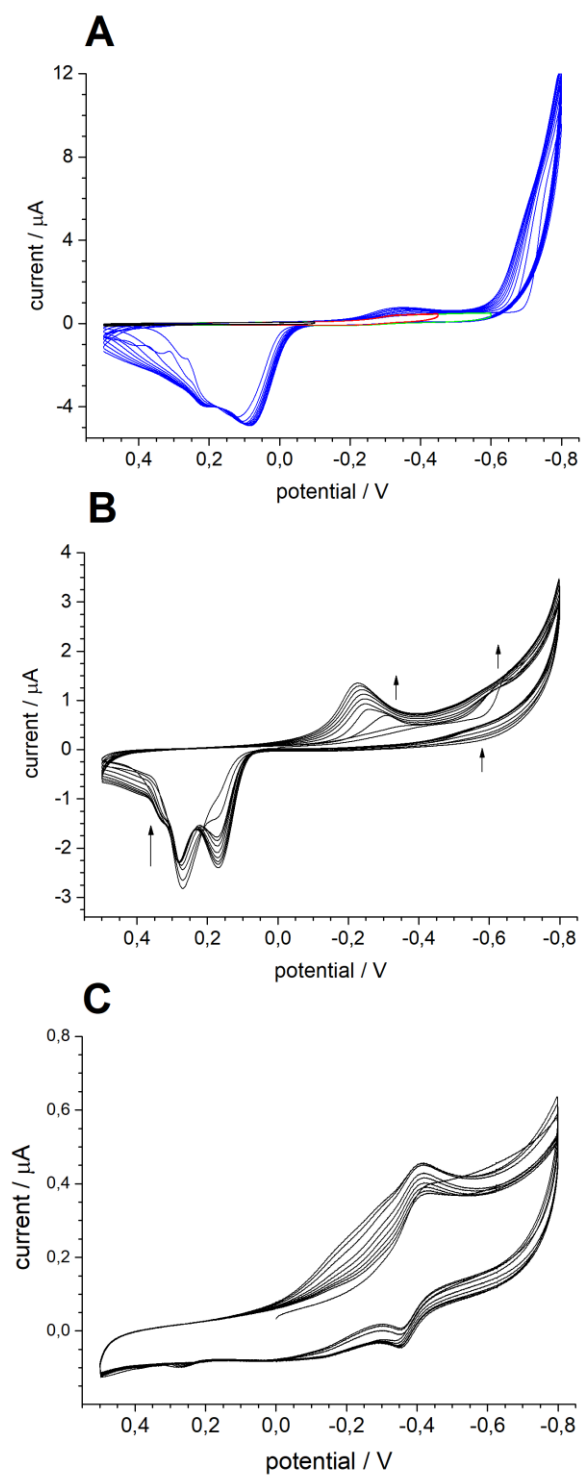 A
12
8
4
0
-4
current / μA
0,4 0,2 0,0 -0,2 -0,4 -0,6 -0,8
potential / V
B
4
3
2
1
0
-1
-2
-3
current / μA
0,4 0,2 0,0 -0,2 -0,4 -0,6 -0,8
potential / V
C
0,8
0,6
0,4
0,2
0,0
current / μA
0,4 0,2 0,0 -0,2 -0,4 -0,6 -0,8
potential / V